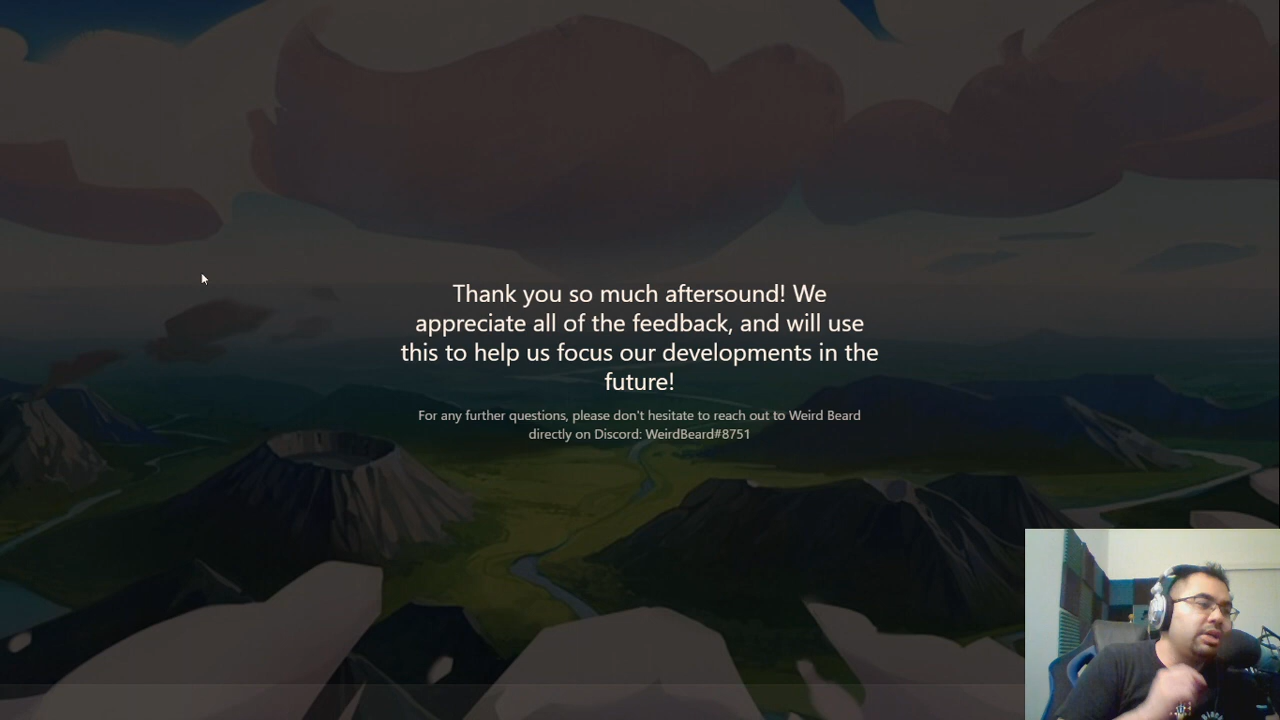 Thank you so much aftersound! We
appreciate all of the feedback, and will use
this to help us focus our developments in the
future!
For any further questions, please don't hesitate to reach out to Weird Beard
directly on Discord: WeirdBeard#8751